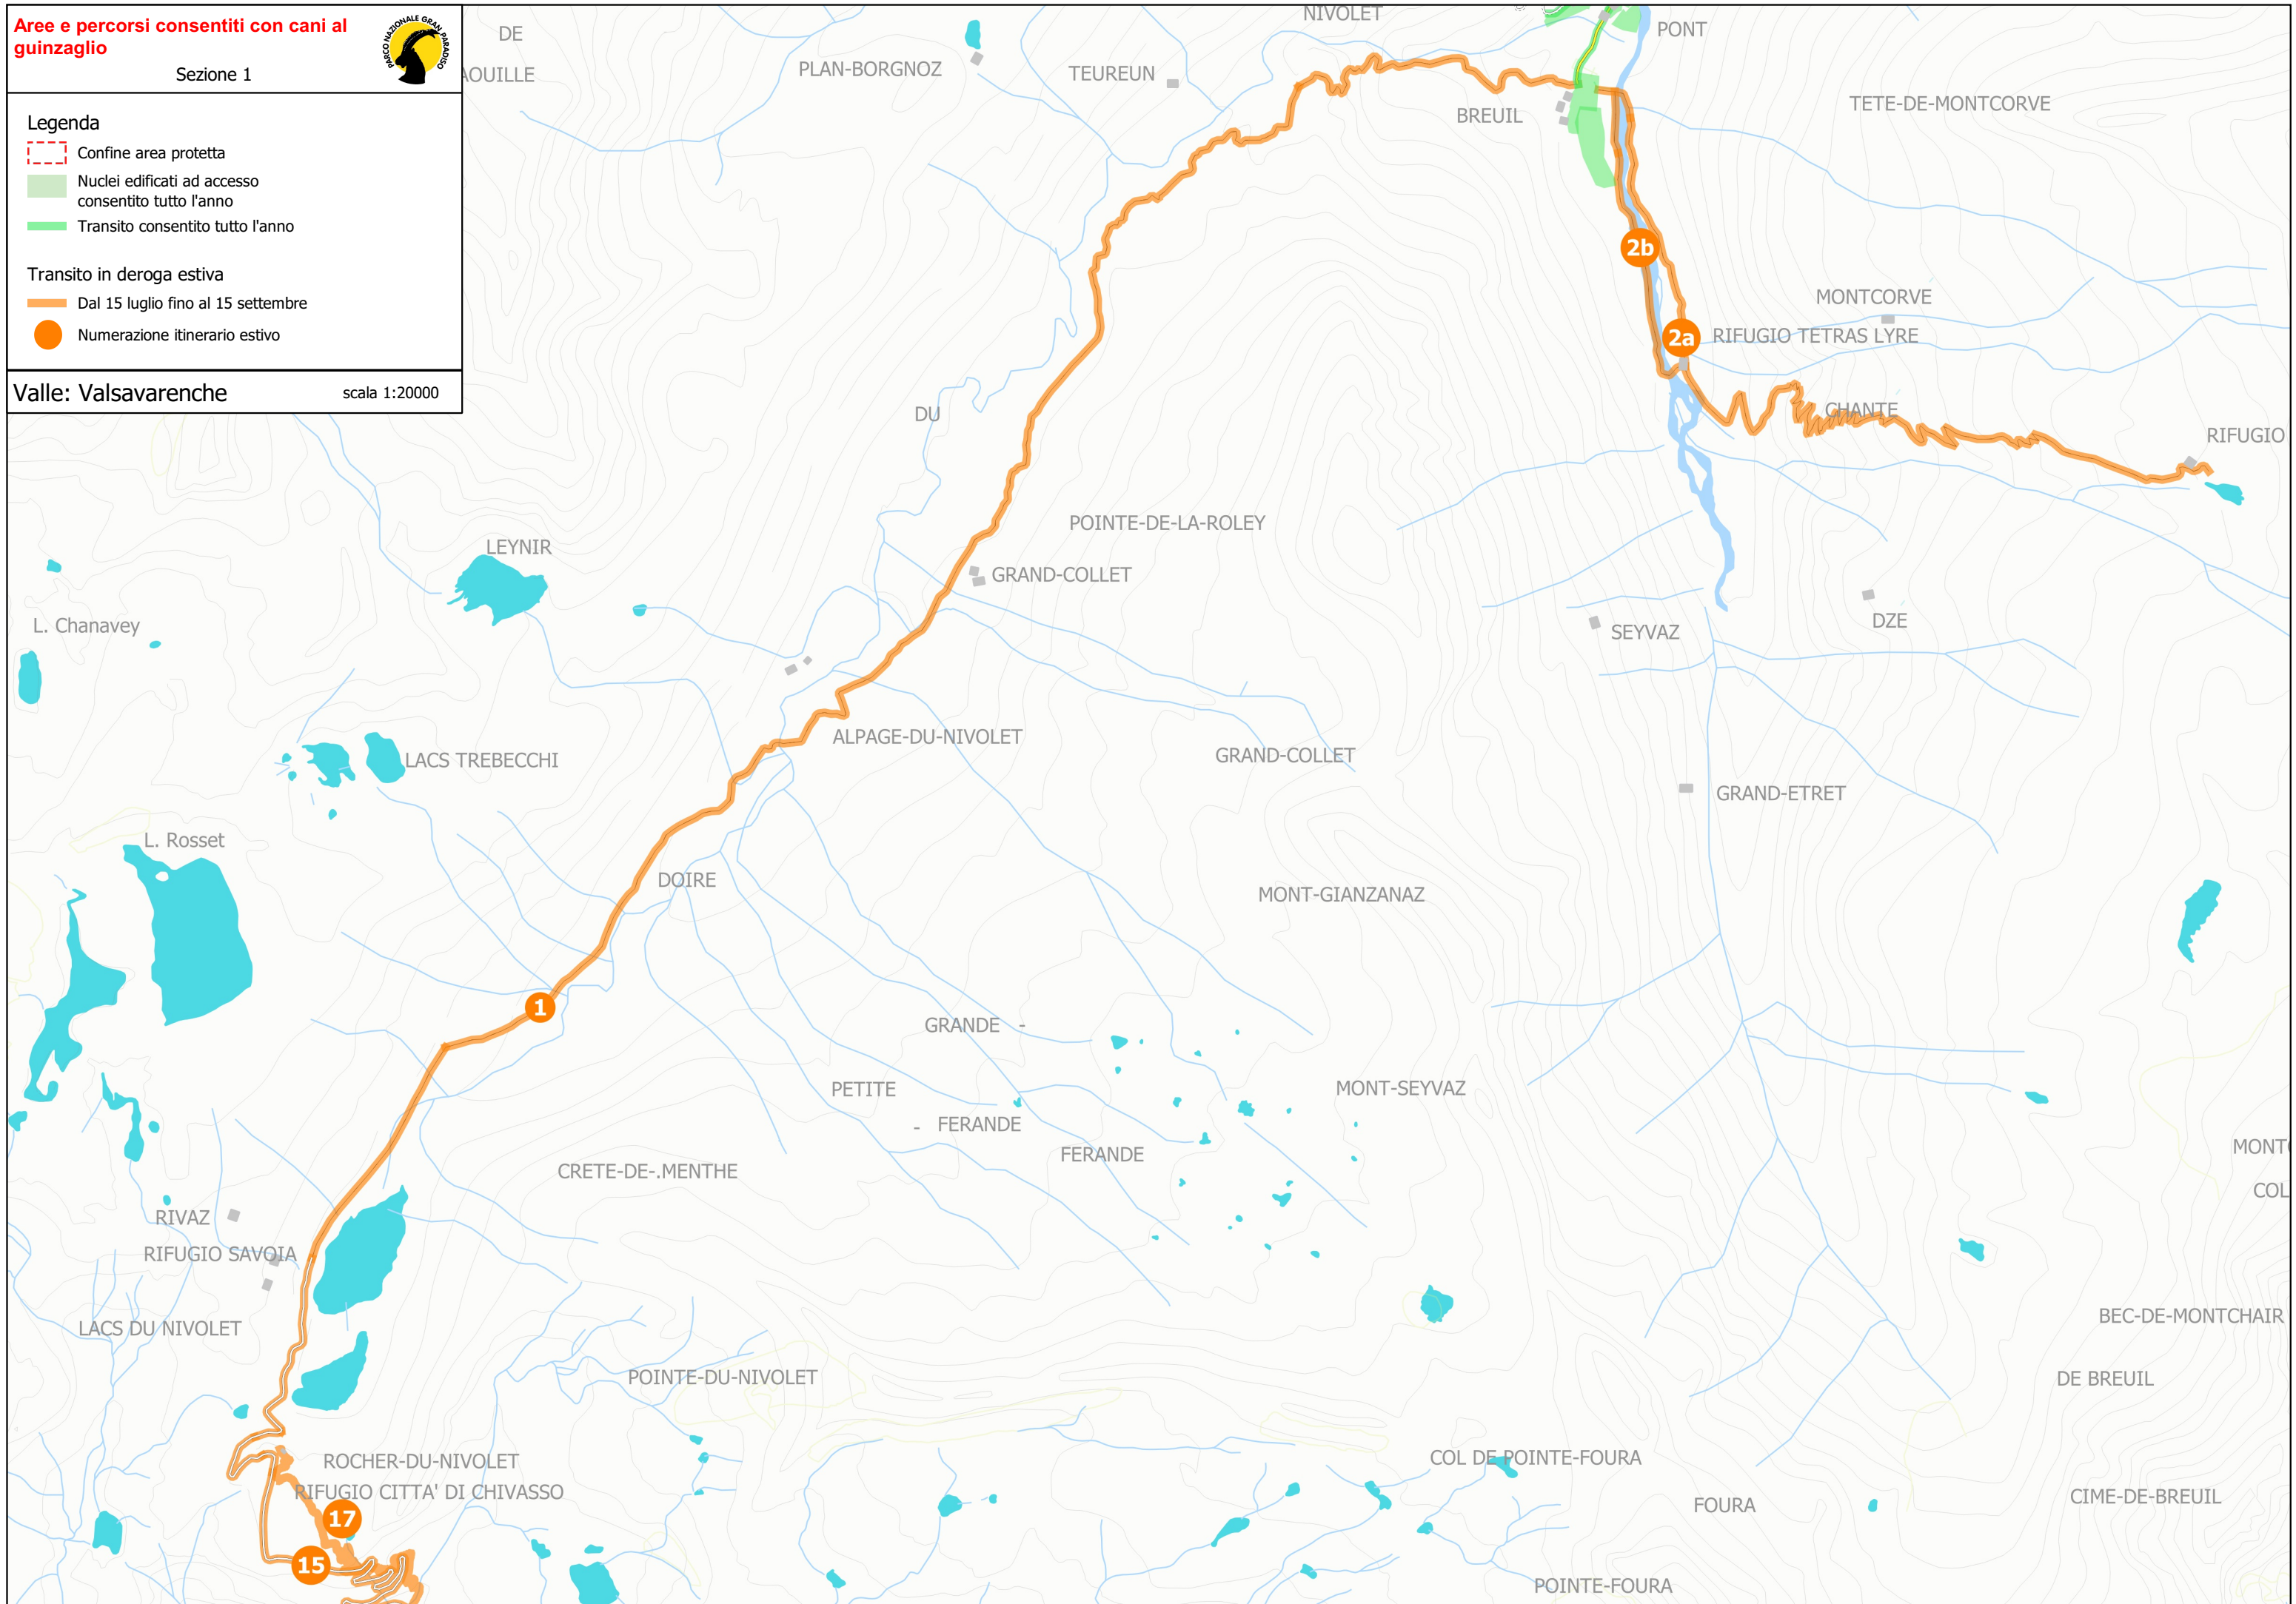 Aree e percorsi consentiti con cani al
guinzaglio
Sezione 1
PARCO NAZIONALE GRAN PARADISO
Legenda
Confine area protetta
Nuclei edificati ad accesso
consentito tutto l'anno
Transito consentito tutto l'anno
Transito in deroga estiva
Dal 15 luglio fino al 15 settembre
Numerazione itinerario estivo
Valle: Valsavarenche
scala 1:20000
NIVOLET
DE
PONT
AOUILLE
PLAN-BORGNOZ
TEUREUN
BREUIL
TETE-DE-MONTCORVE
2b
MONTCORVE
2a
RIFUGIO TETRAS LYRE
DU
CHANTE
RIFUGIO
POINTE-DE-LA-ROLEY
LEYNIR
GRAND-COLLET
L. Chanavey
SEYVAZ
DZE
ALPAGE-DU-NIVOLET
GRAND-COLLET
LACS TREBECCHI
GRAND-ETRET
L. Rosset
DOIRE
MONT-GIANZANAZ
1
GRANDE -
PETITE
MONT-SEYVAZ
- FERANDE
FERANDE
MONT
CRETE-DE-.MENTHE
COL
RIVAZ
RIFUGIO SAVOIA
LACS DU NIVOLET
BEC-DE-MONTCHAIR
POINTE-DU-NIVOLET
DE BREUIL
ROCHER-DU-NIVOLET
COL DE POINTE-FOURA
RIFUGIO CITTA' DI CHIVASSO
FOURA
CIME-DE-BREUIL
17
15
POINTE-FOURA